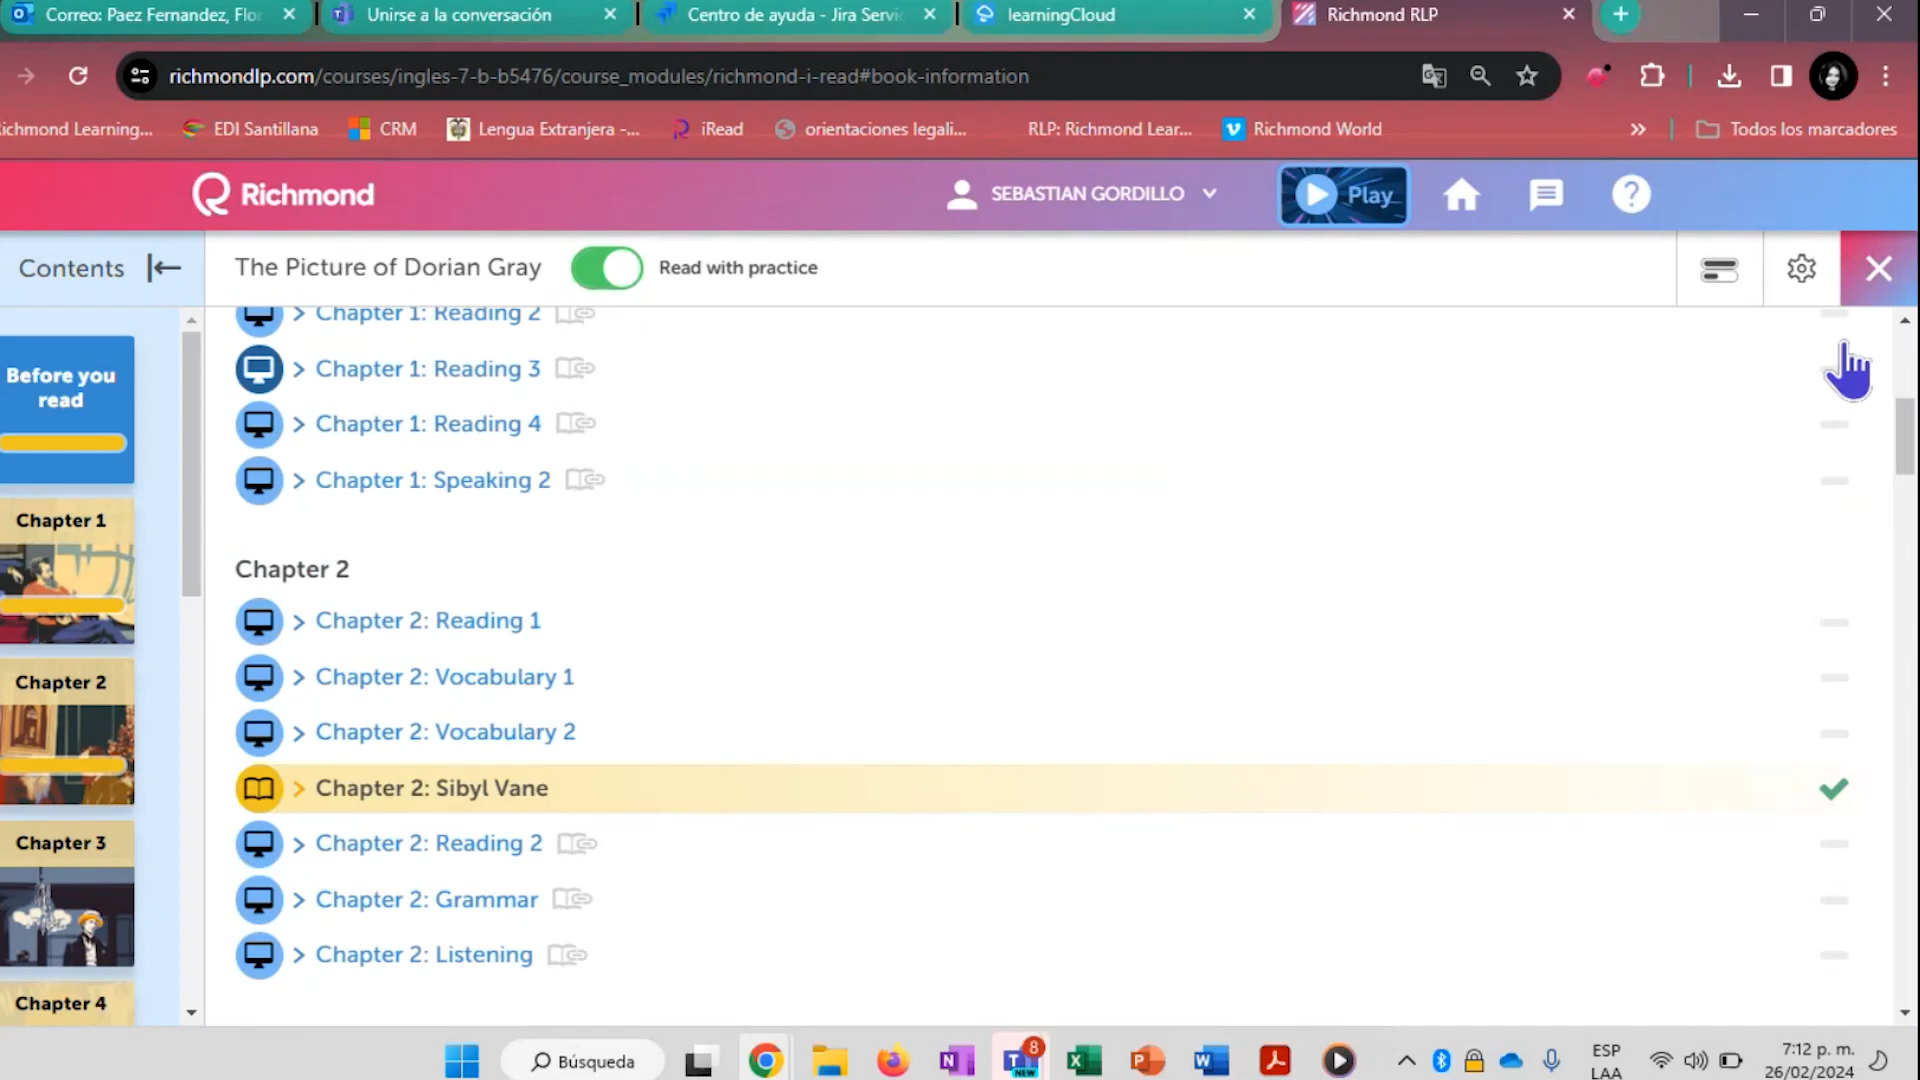 Correo: Paez Fernandez, Flor
Unirse a la conversación
Centro de ayuda - Jira Servic
learningCloud
Richmond RLP
richmondlp.com/courses/ingles-7-b-b5476/course_modules/richmond-i-read#book-information
ichmond Learning...
EDI Santillana
CRM
Lengua Extranjera -...
iRead
orientaciones legali...
RLP: Richmond Lear...
Richmond World
Todos los marcadores
Richmond
SEBASTIAN GORDILLO
Play
Contents
The Picture of Dorian Gray
Read with practice
Before you
read
Chapter 1
Chapter 2
Chapter 3
Chapter 4
Chapter 1: Reading 2
Chapter 1: Reading 3
Chapter 1: Reading 4
Chapter 1: Speaking 2
Chapter 2
Chapter 2: Reading 1
Chapter 2: Vocabulary 1
Chapter 2: Vocabulary 2
Chapter 2: Sibyl Vane
Chapter 2: Reading 2
Chapter 2: Grammar
Chapter 2: Listening
Búsqueda
8
NEW
ESP
LAA
7:12 p. m.
26/02/2024